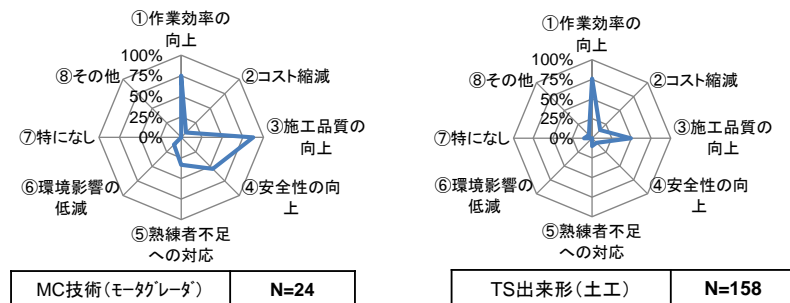 ①作業効率の
向上
100%
75%
50%
25%
0%
②コスト縮減
③施工品質の
向上
④安全性の向
上
⑤熟練者不足
への対応
⑥環境影響の
低減
⑦特になし
⑧その他
MC技術(ﾓｰﾀｸﾞﾚｰﾀﾞ) N=24
①作業効率の
向上
100%
75%
50%
25%
0%
②コスト縮減
③施工品質の
向上
④安全性の向
上
⑤熟練者不足
への対応
⑥環境影響の
低減
⑦特になし
⑧その他
TS出来形(土工) N=158